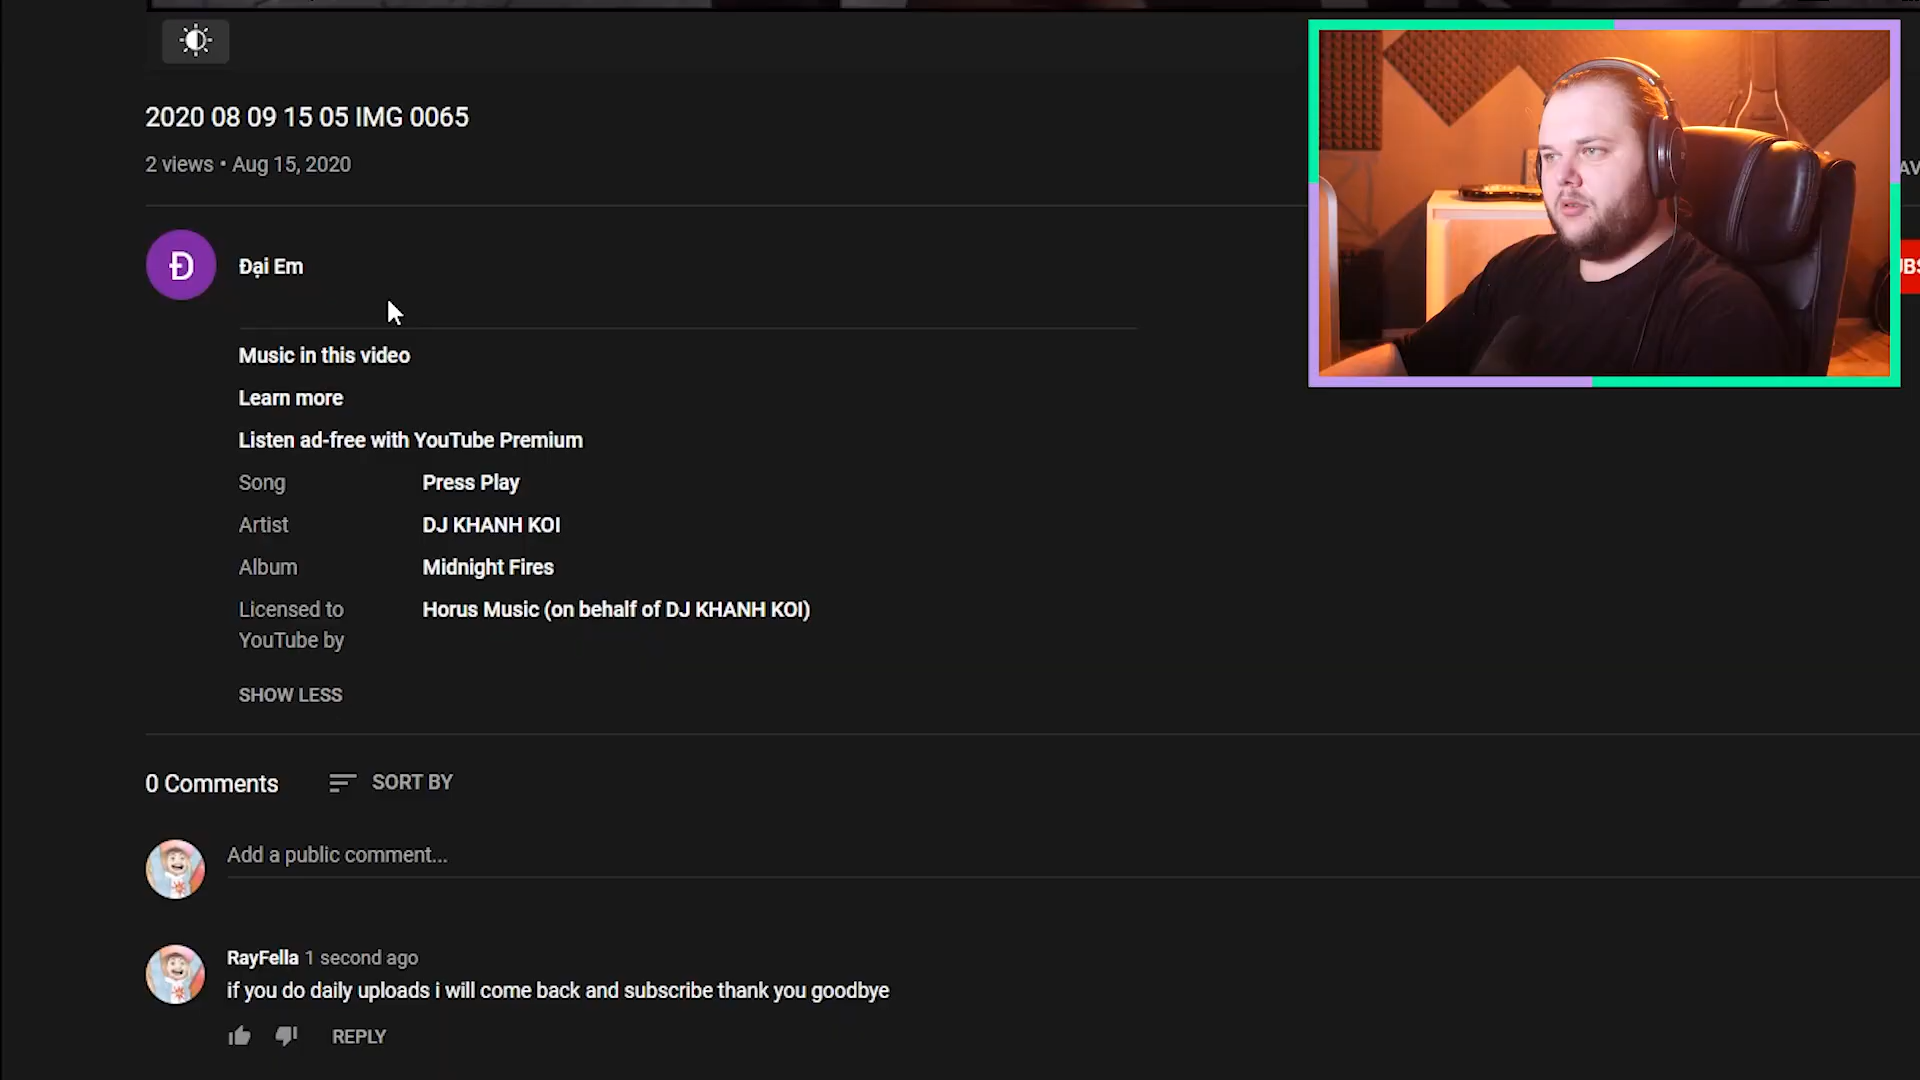 2020 08 09 15 05 IMG 0065
2 views • Aug 15, 2020
Đ
Đại Em
Music in this video
Learn more
Listen ad-free with YouTube Premium
Song Press Play
Artist DJ KHANH KOI
Album Midnight Fires
Licensed to Horus Music (on behalf of DJ KHANH KOI)
YouTube by
SHOW LESS
0 Comments SORT BY
Add a public comment...
RayFella 1 second ago
if you do daily uploads i will come back and subscribe thank you goodbye
REPLY